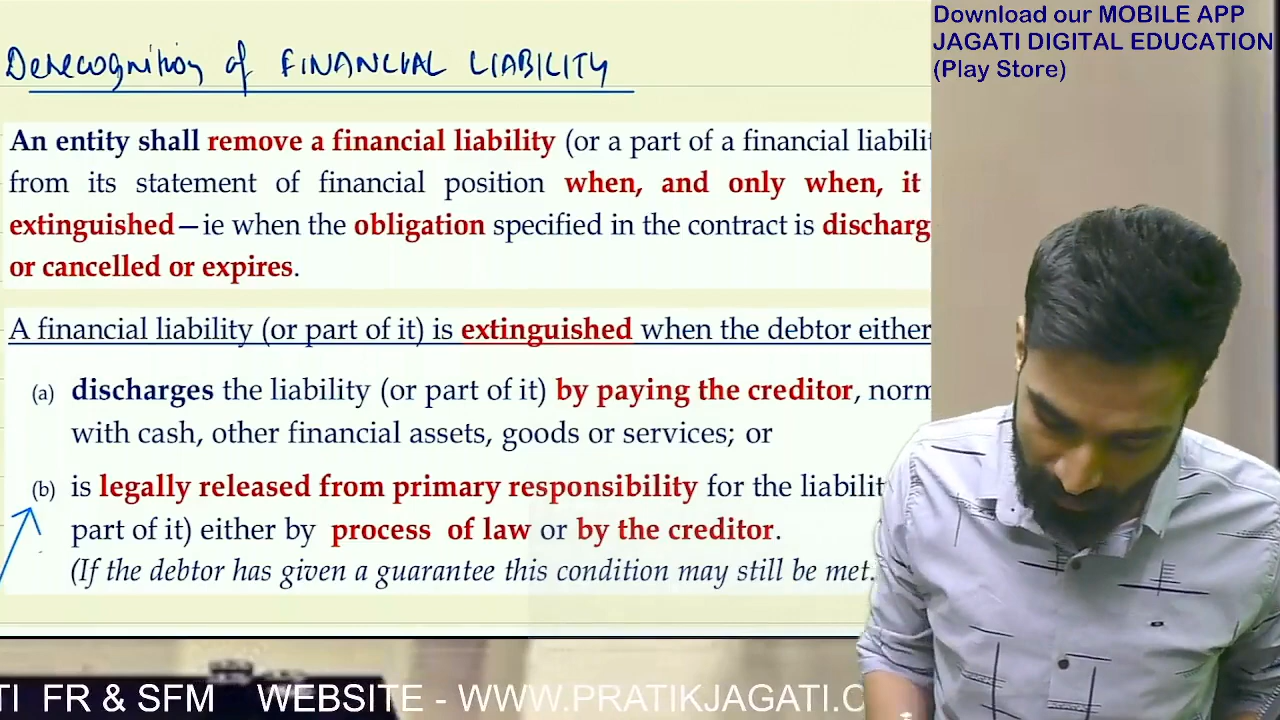 Derecognition of FINANCIAL LIABILITY
Download our MOBILE APP
JAGATI DIGITAL EDUCATION
(Play Store)
An entity shall remove a financial liability (or a part of a financial liabilit
from its statement of financial position when, and only when, it
extinguished—ie when the obligation specified in the contract is discharg
or cancelled or expires.
A financial liability (or part of it) is extinguished when the debtor either
(a) discharges the liability (or part of it) by paying the creditor, norm
with cash, other financial assets, goods or services; or
(b) is legally released from primary responsibility for the liabilit
part of it) either by process of law or by the creditor.
(If the debtor has given a guarantee this condition may still be met.
TI FR & SFM WEBSITE - WWW.PRATIKJAGATI.C